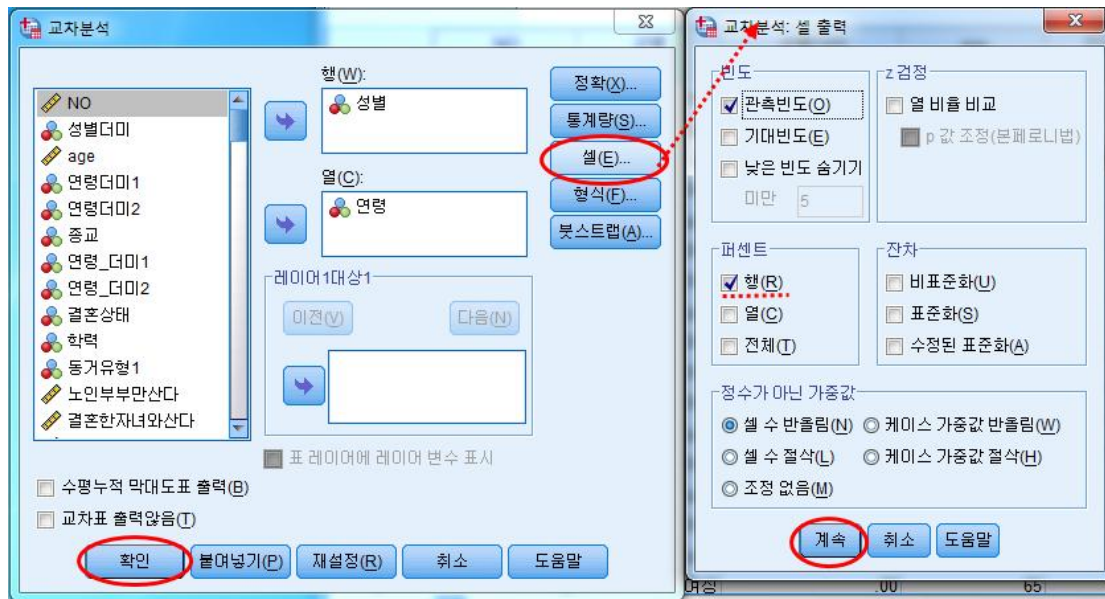 교차분석
행(W):
NO
성별더미
age
연령더미1
연령더미2
종교
연령_더미1
연령_더미2
결혼상태
학력
동거유형1
노인부부만산다
결혼한자녀와산다
성별
열(C):
연령
레이어1대상1
이전(V)
다음(N)
표 레이어에 레이어 변수 표시
정확(X)...
통계량(S)...
셀(E)...
형식(F)...
붓스트랩(A)...
수평누적 막대도표 출력(B)
교차표 출력않음(T)
확인
붙여넣기(P)
재설정(R)
취소
도움말
교차분석: 셀 출력
빈도
관측빈도(O)
기대빈도(E)
낮은 빈도 숨기기
미만 5
z 검정
열 비율 비교
p 값 조정(본페로니법)
퍼센트
행(R)
열(C)
전체(T)
잔차
비표준화(U)
표준화(S)
수정된 표준화(A)
정수가 아닌 가중값
셀 수 반올림(N)
케이스 가중값 반올림(W)
셀 수 절삭(L)
케이스 가중값 절삭(H)
조정 없음(M)
계속
취소
도움말
여성 .00 65